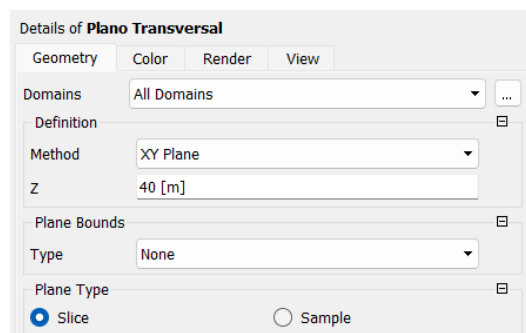 Details of Plano Transversal
Geometry Color Render View
Domains All Domains ...
Definition
Method XY Plane
Z 40 [m]
Plane Bounds
Type None
Plane Type
Slice Sample